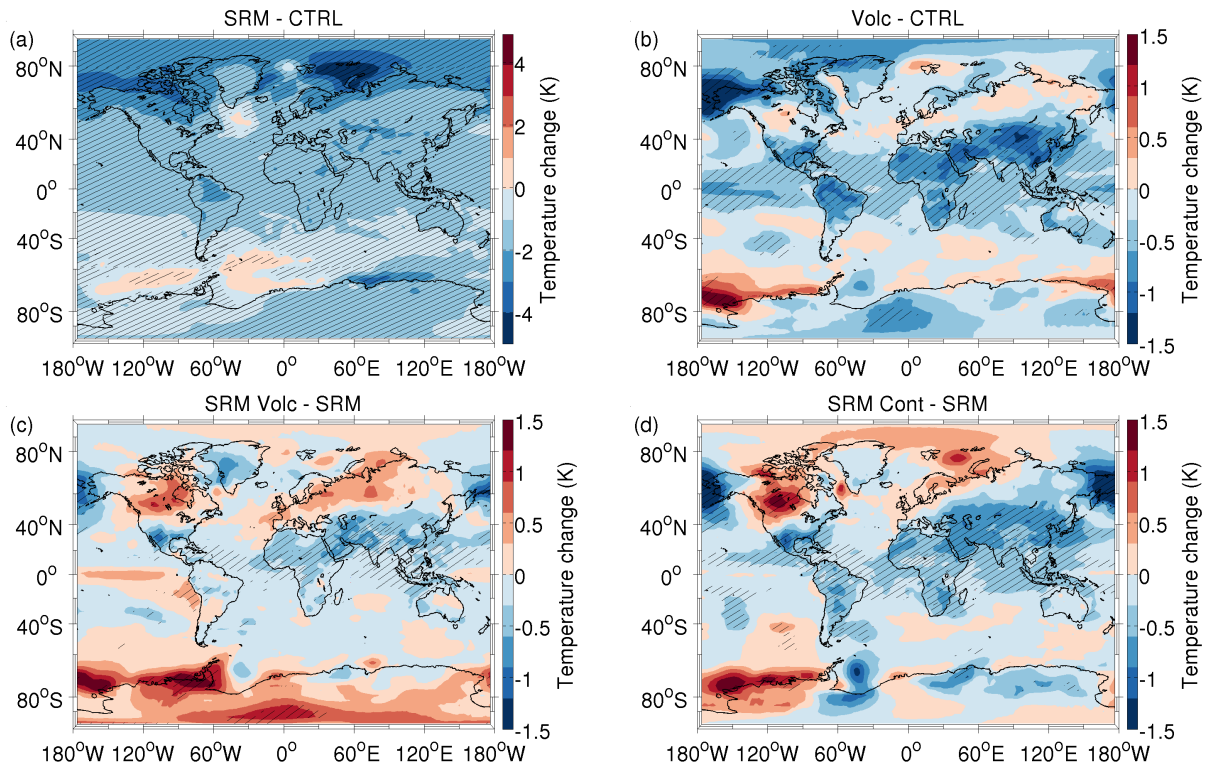 SRM - CTRL
(a)
80°N
40°N
0°
40°S
80°S
180°W 120°W 60°W 0° 60°E 120°E 180°W
4
2
0
-2
-4
Temperature change (K)
Volc - CTRL
(b)
80°N
40°N
0°
40°S
80°S
180°W 120°W 60°W 0° 60°E 120°E 180°W
1.5
1
0.5
0
-0.5
-1
-1.5
Temperature change (K)
SRM Volc - SRM
(c)
80°N
40°N
0°
40°S
80°S
180°W 120°W 60°W 0° 60°E 120°E 180°W
1.5
1
0.5
0
-0.5
-1
-1.5
Temperature change (K)
SRM Cont - SRM
(d)
80°N
40°N
0°
40°S
80°S
180°W 120°W 60°W 0° 60°E 120°E 180°W
1.5
1
0.5
0
-0.5
-1
-1.5
Temperature change (K)